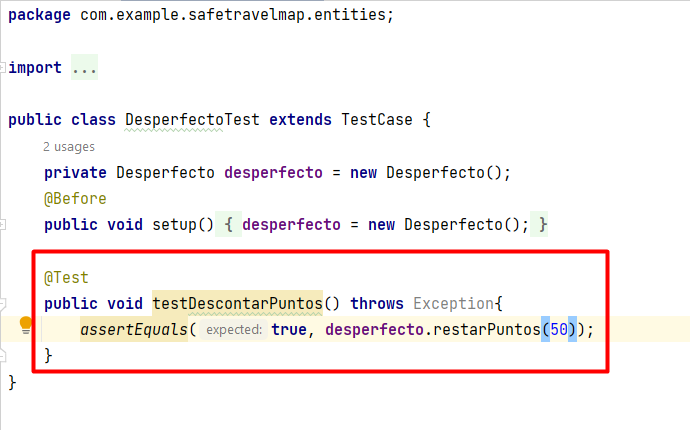 package com.example.safetravelmap.entities;
import ...
public class DesperfectoTest extends TestCase {
2 usages
private Desperfecto desperfecto = new Desperfecto();
@Before
public void setup() { desperfecto = new Desperfecto(); }
@Test
public void testDescontarPuntos() throws Exception{
assertEquals( expected: true, desperfecto.restarPuntos(50));
}
}